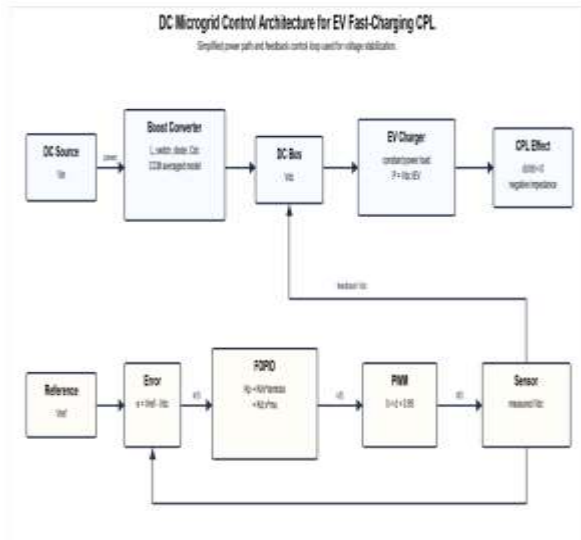 DC Microgrid Control Architecture for EV Fast-Charging CPL
Simplified power path and feedback control loop used for voltage stabilization.
DC Source
Vin
power
Boost Converter
L, switch, diode, Cdc
CCM averaged model
DC Bus
Vdc
EV Charger
constant power load
CPL Effect
negative impedance
feedback Vdc
Reference
Vref
Error
e = Vref - Vdc
FOPID
PWM
Sensor
measured Vdc